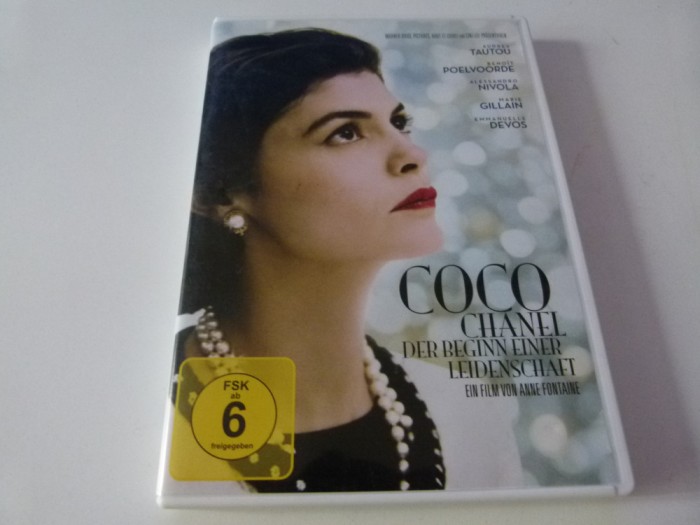 AUDREY
TAUTOU
BENOÎT
POELVOORDE
ALESSANDRO
NIVOLA
MARIE
GILLAIN
EMMANUELLE
DEVOS
COCO
CHANEL
DER BEGINN EINER
LEIDENSCHAFT
EIN FILM VON ANNE FONTAINE
FSK
ab
6
freigegeben